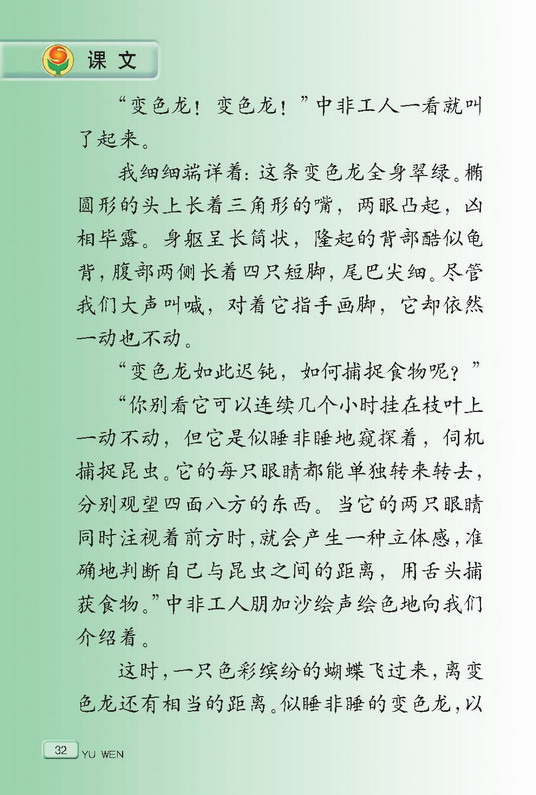 课文
“变色龙！变色龙！”中非工人一看就叫
了起来。
我细细端详着：这条变色龙全身翠绿。椭
圆形的头上长着三角形的嘴，两眼凸起，凶
相毕露。身躯呈长筒状，隆起的背部酷似龟
背，腹部两侧长着四只短脚，尾巴尖细。尽管
我们大声叫喊，对着它指手画脚，它却依然
一动也不动。
“变色龙如此迟钝，如何捕捉食物呢？”
“你别看它可以连续几个小时挂在枝叶上
一动不动，但它是似睡非睡地窥探着，伺机
捕捉昆虫。它的每只眼睛都能单独转来转去，
分别观望四面八方的东西。当它的两只眼睛
同时注视着前方时，就会产生一种立体感，准
确地判断自己与昆虫之间的距离，用舌头捕
获食物。”中非工人朋加沙绘声绘色地向我们
介绍着。
这时，一只色彩缤纷的蝴蝶飞过来，离变
色龙还有相当的距离。似睡非睡的变色龙，以
32 YU WEN